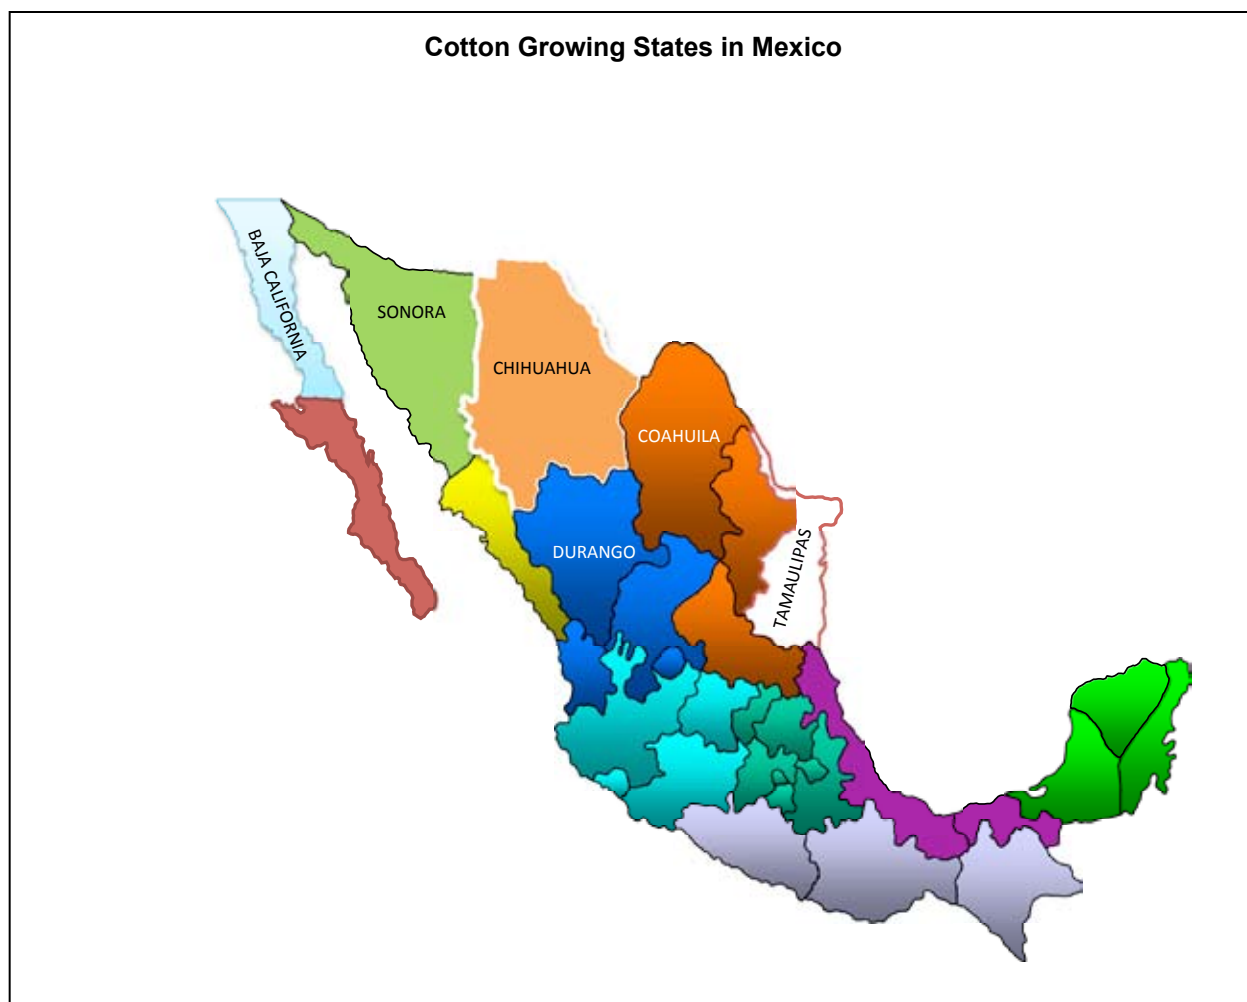 Cotton Growing States in Mexico
BAJA CALIFORNIA
SONORA
CHIHUAHUA
COAHUILA
DURANGO
TAMAULIPAS